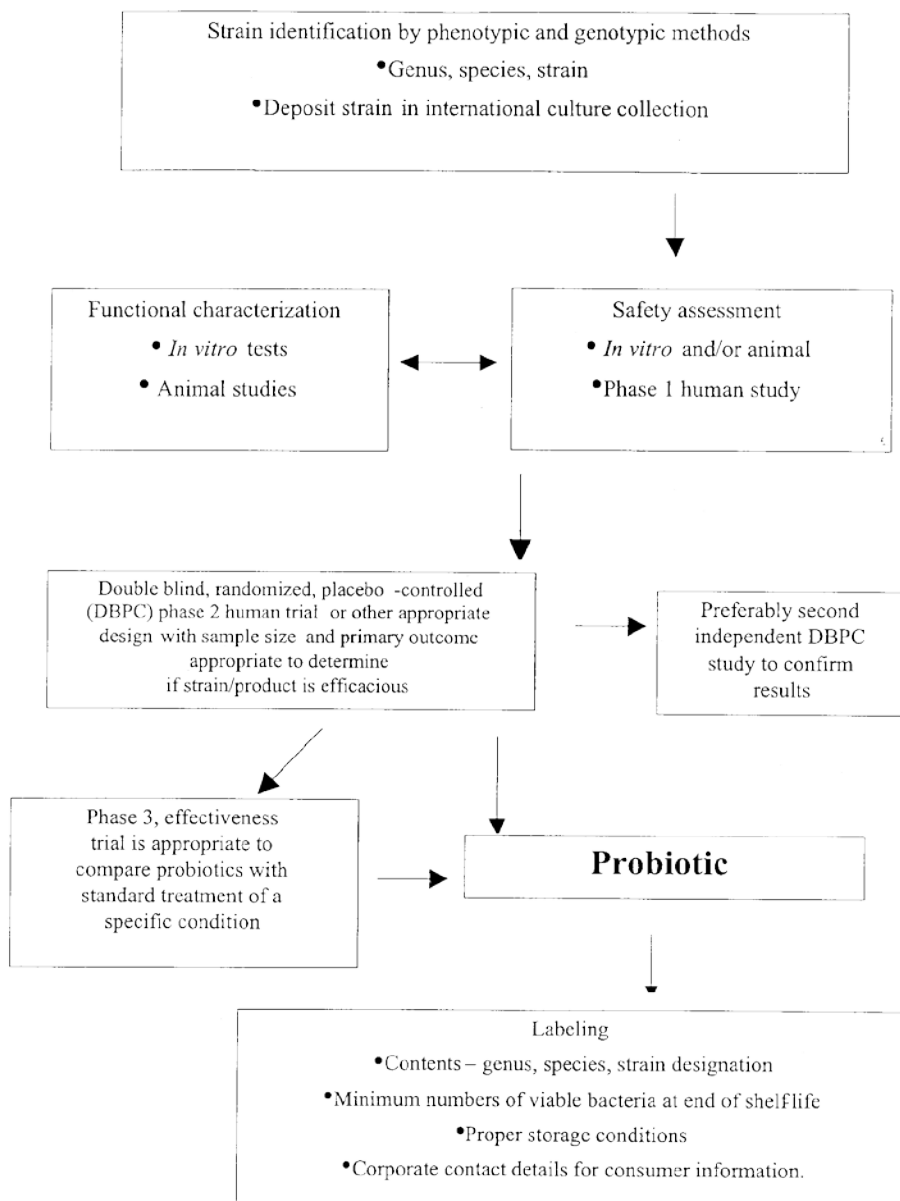 Strain identification by phenotypic and genotypic methods
•Genus, species, strain
•Deposit strain in international culture collection
Functional characterization
• In vitro tests
• Animal studies
Safety assessment
• In vitro and/or animal
•Phase 1 human study
Double blind, randomized, placebo -controlled
(DBPC) phase 2 human trial or other appropriate
design with sample size and primary outcome
appropriate to determine
if strain/product is efficacious
Preferably second
independent DBPC
study to confirm
results
Phase 3, effectiveness
trial is appropriate to
compare probiotics with
standard treatment of a
specific condition
Probiotic
Labeling
•Contents – genus, species, strain designation
•Minimum numbers of viable bacteria at end of shelf life
•Proper storage conditions
•Corporate contact details for consumer information.